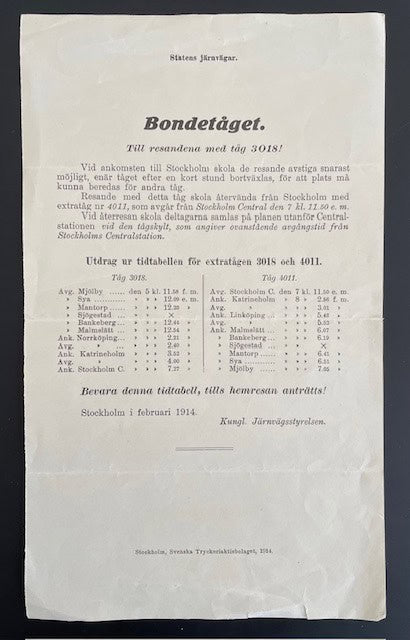 Statens järnvägar.
Bondetåget.
Till resandena med tåg 3018!
Vid ankomsten till Stockholm skola de resande avstiga snarast
möjligt, enär tåget efter en kort stund bortväxlas, för att plats må
kunna beredas för andra tåg.
Resande med detta tåg skola återvända från Stockholm med
extratåg nr 4011, som avgår från Stockholm Central den 7 kl. 11.50 e. m.
Vid återresan skola deltagarna samlas på planen utanför Central-
stationen vid den tågskylt, som angiver ovanstående avgångstid från
Stockholms Centralstation.
Utdrag ur tidtabellen för extratågen 3018 och 4011.
Tåg 3018.
Avg. Mjölby ...... den 5 kl. 11.58 f. m.
» Sya ............ » » » 12.09 e. m.
» Mantorp ...... » » » 12.20 »
» Sjögestad ... ×
» Bankeberg ... » » » 12.44 »
» Malmslätt ... » » » 12.54 »
Ank. Norrköping... » » » 2.21 »
Avg. » ... » » » 2.40 »
Ank. Katrineholm » » » 3.52 »
Avg. » » » » 4.00 »
Ank. Stockholm C. » » » 7.27 »
Tåg 4011.
Avg. Stockholm C. den 7 kl. 11.50 e. m.
Ank. Katrineholm » 8 » 2.56 f. m.
Avg. » » » » 3.01 »
Ank. Linköping ... » » » 5.46 »
Avg. » ... » » » 5.52 »
Ank. Malmslätt ... » » » 6.07 »
» Bankeberg ... » » » 6.19 »
» Sjögestad ... ×
» Mantorp ...... » » » 6.41 »
» Sya ............ » » » 6.51 »
» Mjölby ...... » » » 7.05 »
Bevara denna tidtabell, tills hemresan anträtts!
Stockholm i februari 1914.
Kungl. Järnvägsstyrelsen.
Stockholm, Svenska Tryckeriaktiebolaget, 1914.